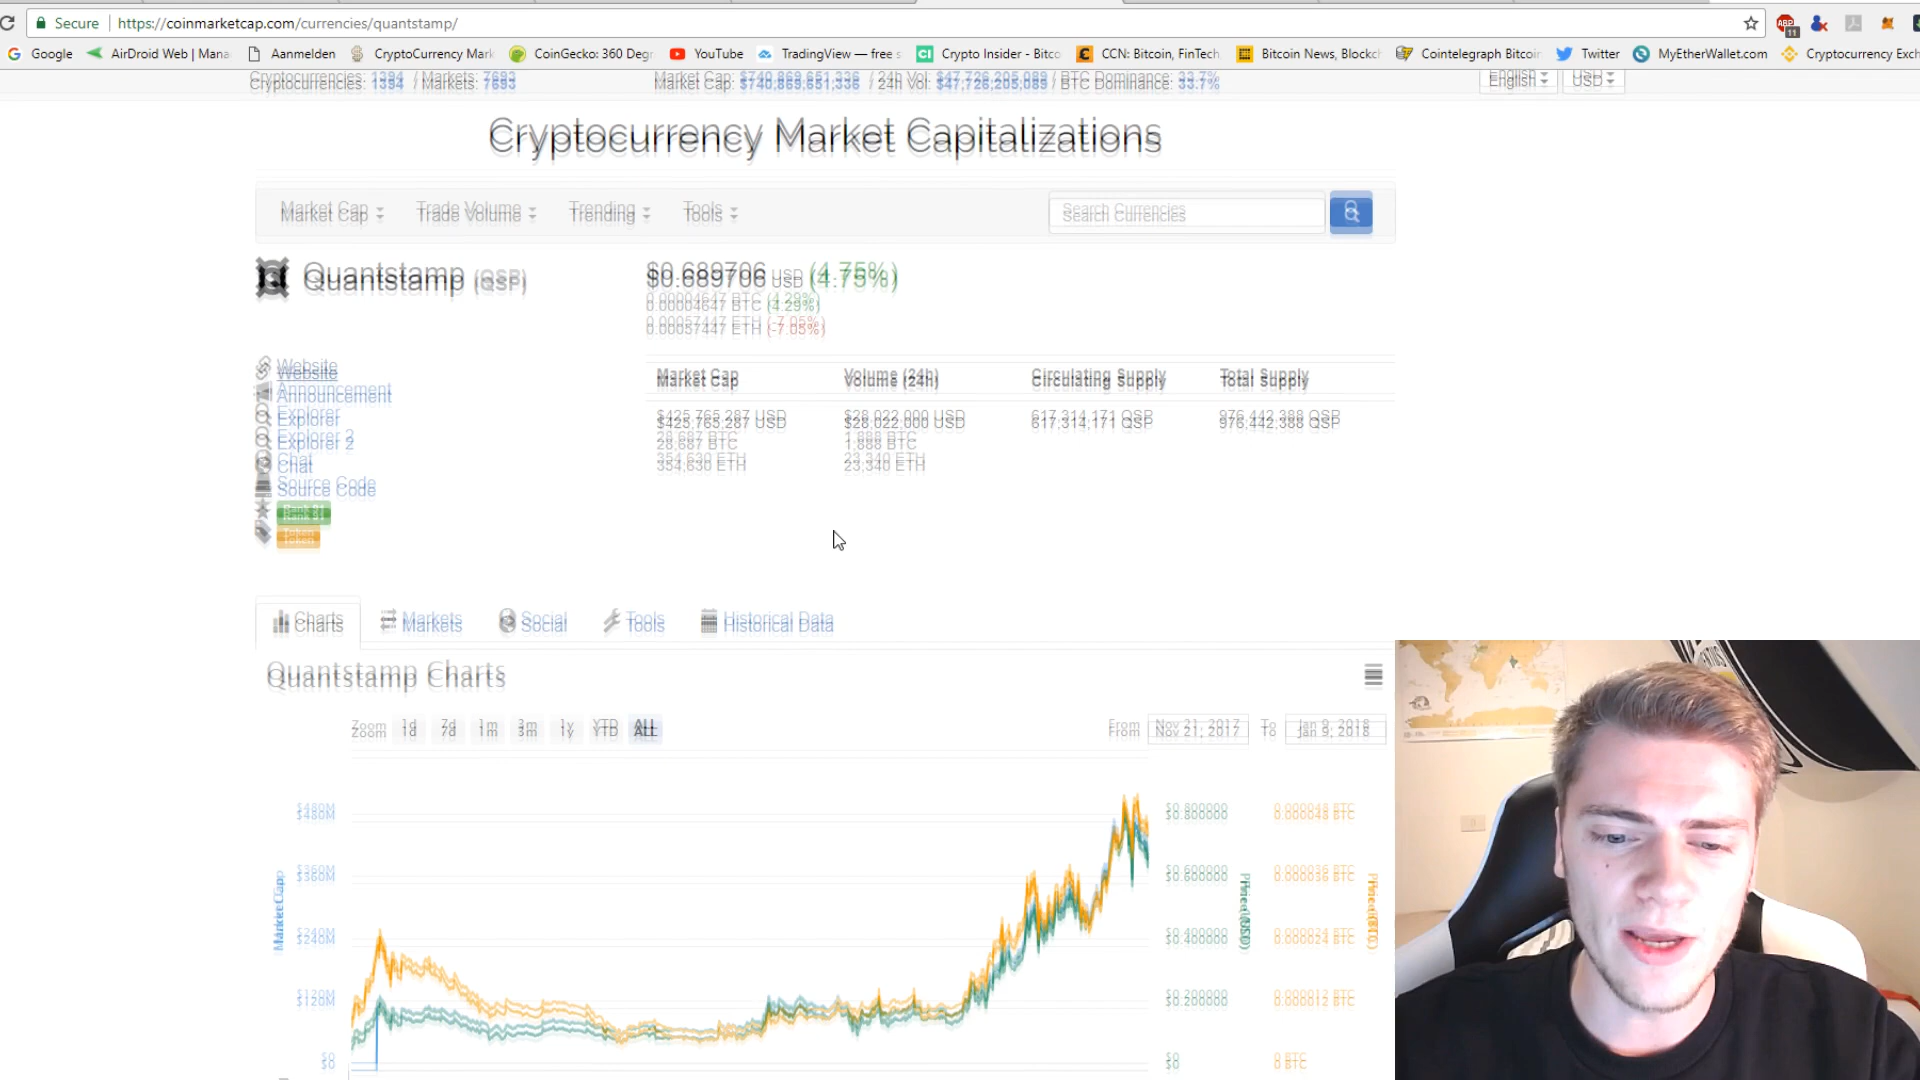 Secure https://coinmarketcap.com/currencies/quantstamp/
Google AirDroid Web | Mana Anmelden CryptoCurrency Mark CoinGecko: 360 Deg YouTube TradingView — free s Crypto Insider - Bitco CCN: Bitcoin, FinTech, Bitcoin News, Blockch Cointelegraph Bitcoin Twitter MyEtherWallet.com Cryptocurrency Exch
11
Cryptocurrencies: 1394 / Markets: 7693 Market Cap: $740,869,651,336 / 24h Vol: $47,726,205,089 / BTC Dominance: 33.7% English USD
Cryptocurrency Market Capitalizations
Market Cap Trade Volume Trending Tools Search Currencies
Quantstamp (QSP) $0.689706 USD (4.75%)
0.00004647 BTC (4.29%)
0.00057447 ETH (-7.05%)
Website
Announcement
Explorer
Explorer 2
Chat
Source Code
Rank 81
Token
Market Cap Volume (24h) Circulating Supply Total Supply
$425,765,287 USD $28,022,000 USD 617,314,171 QSP 976,442,388 QSP
28,687 BTC 1,888 BTC
354,630 ETH 23,340 ETH
Charts Markets Social Tools Historical Data
Quantstamp Charts
Zoom 1d 7d 1m 3m 1y YTD ALL From Nov 21, 2017 To Jan 9, 2018
$480M $0.800000 0.000048 BTC
$360M $0.600000 0.000036 BTC
$240M $0.400000 0.000024 BTC
$120M $0.200000 0.000012 BTC
$0 $0 0 BTC
Market Cap
Price (USD)
Price (BTC)